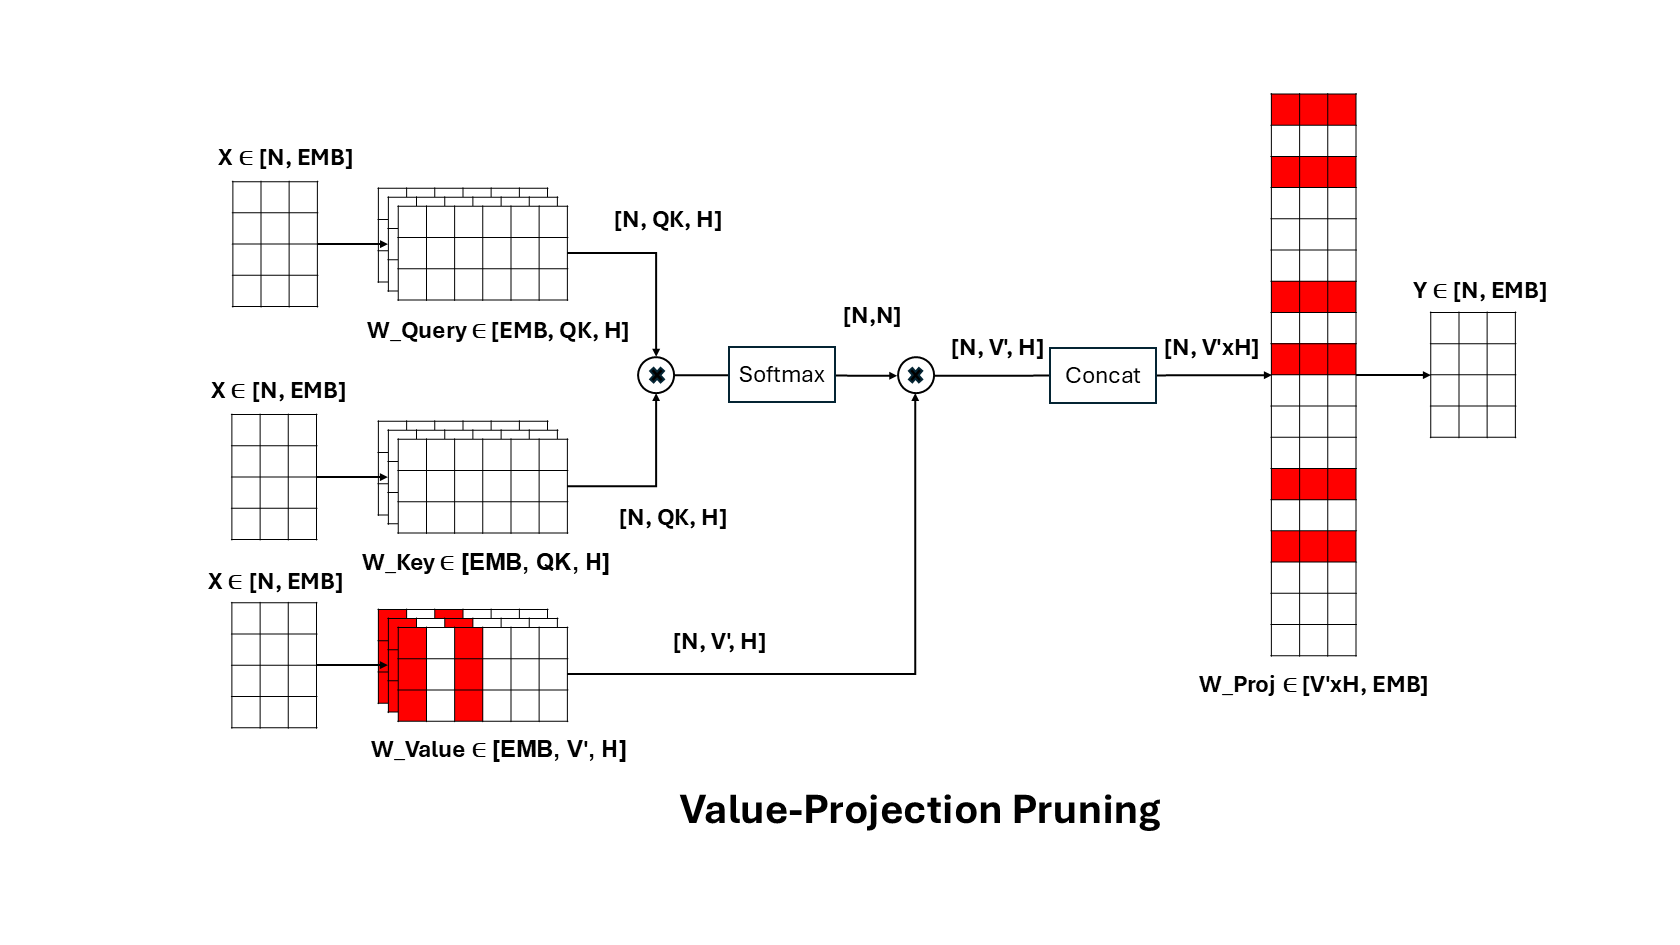 X ∈ [N, EMB]
[N, QK, H]
W_Query ∈ [EMB, QK, H]
[N,N]
[N, V', H]
[N, V'xH]
Y ∈ [N, EMB]
Softmax
Concat
X ∈ [N, EMB]
[N, QK, H]
W_Key ∈ [EMB, QK, H]
X ∈ [N, EMB]
[N, V', H]
W_Proj ∈ [V'xH, EMB]
W_Value ∈ [EMB, V', H]
Value-Projection Pruning